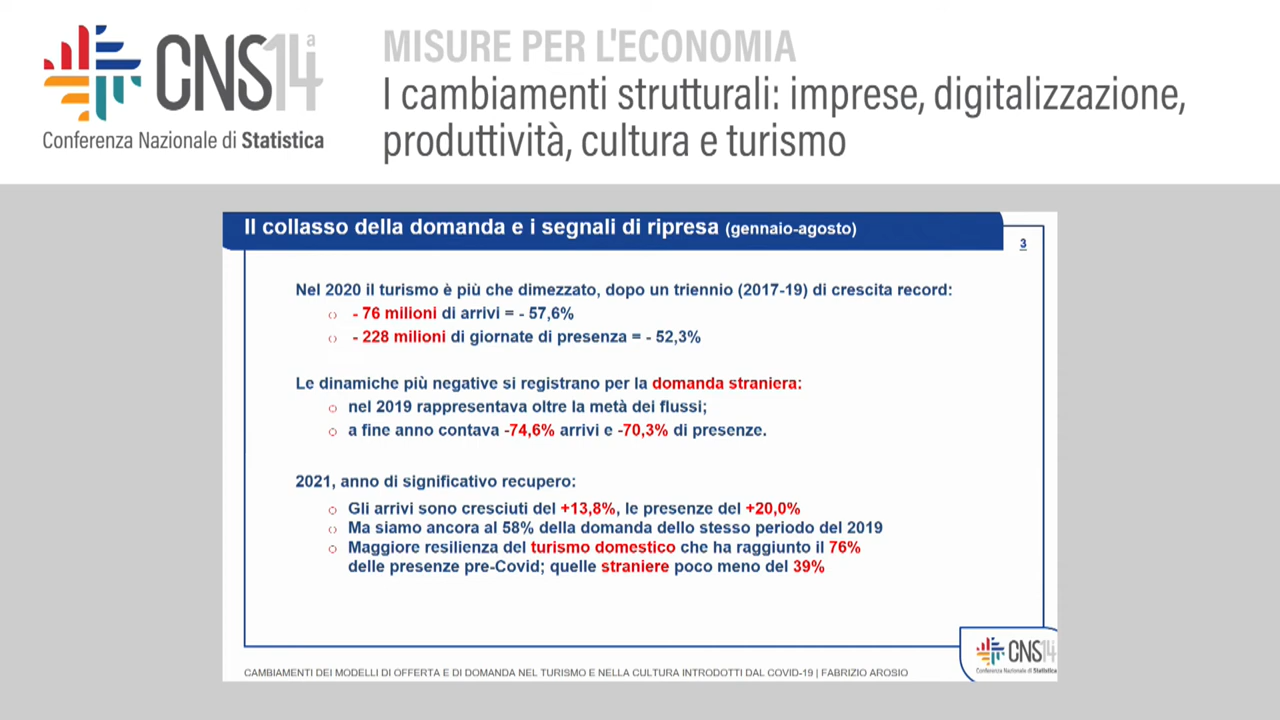 CNS14a
Conferenza Nazionale di Statistica
MISURE PER L'ECONOMIA
I cambiamenti strutturali: imprese, digitalizzazione,
produttività, cultura e turismo
Il collasso della domanda e i segnali di ripresa (gennaio-agosto)
3
Nel 2020 il turismo è più che dimezzato, dopo un triennio (2017-19) di crescita record:
- 76 milioni di arrivi = - 57,6%
- 228 milioni di giornate di presenza = - 52,3%
Le dinamiche più negative si registrano per la domanda straniera:
nel 2019 rappresentava oltre la metà dei flussi;
a fine anno contava -74,6% arrivi e -70,3% di presenze.
2021, anno di significativo recupero:
Gli arrivi sono cresciuti del +13,8%, le presenze del +20,0%
Ma siamo ancora al 58% della domanda dello stesso periodo del 2019
Maggiore resilienza del turismo domestico che ha raggiunto il 76%
delle presenze pre-Covid; quelle straniere poco meno del 39%
CNS14
Conferenza Nazionale di Statistica
CAMBIAMENTI DEI MODELLI DI OFFERTA E DI DOMANDA NEL TURISMO E NELLA CULTURA INTRODOTTI DAL COVID-19 | FABRIZIO AROSIO